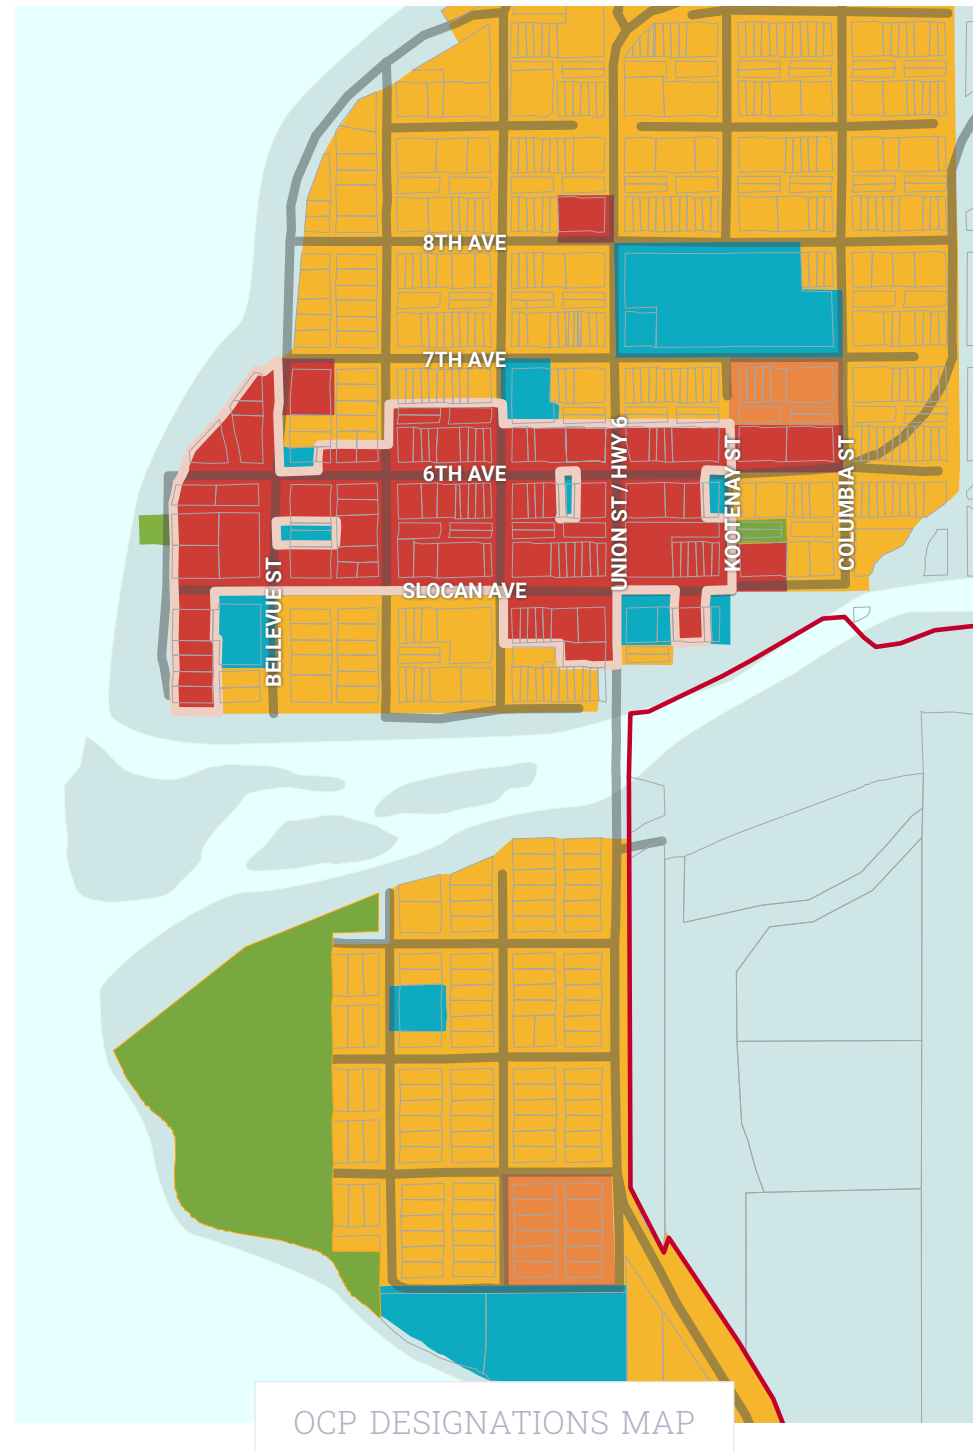 8TH AVE
7TH AVE
6TH AVE
UNION ST / HWY 6
KOOTENAY ST
COLUMBIA ST
SLOCAN AVE
BELLEVUE ST
OCP DESIGNATIONS MAP